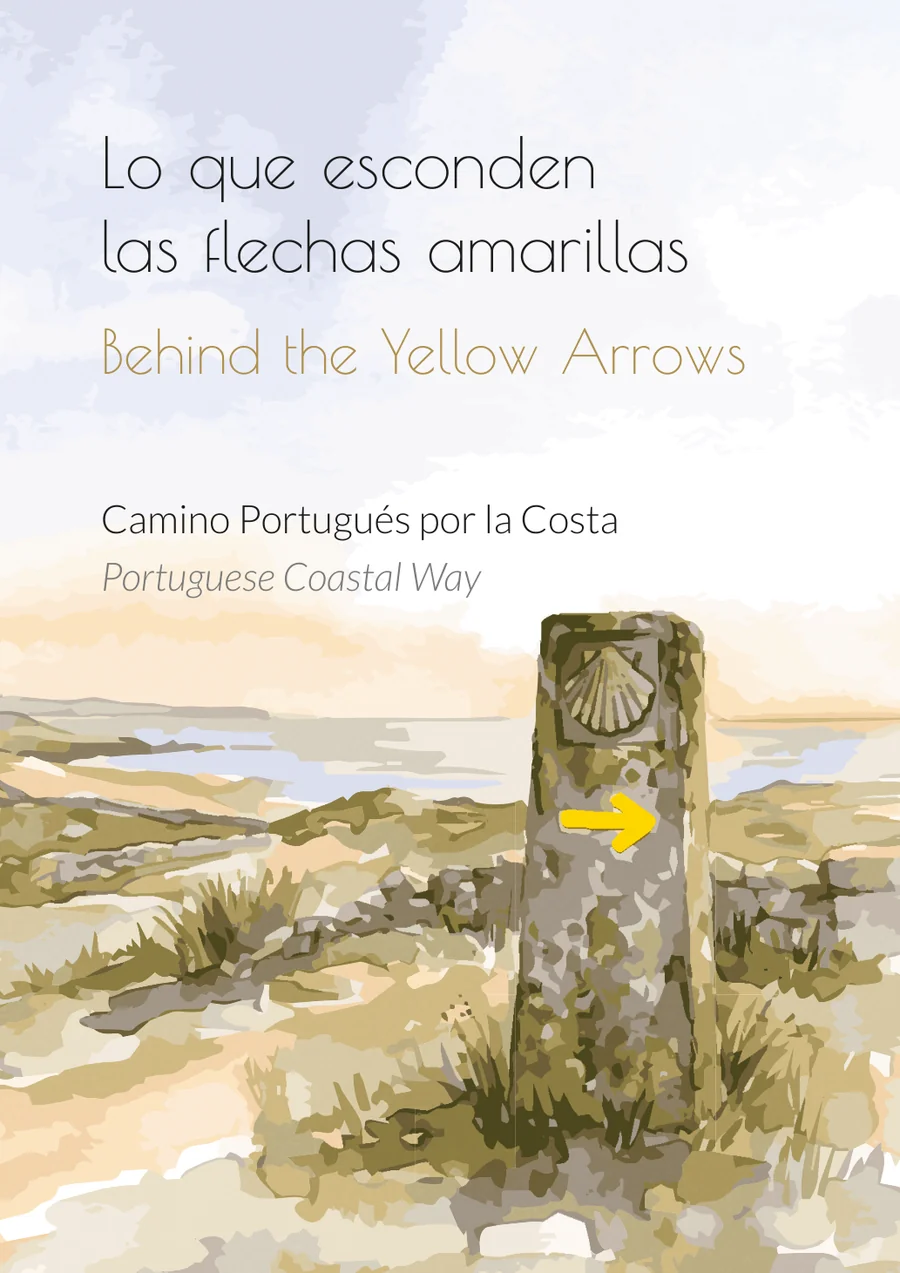 Lo que esconden
las flechas amarillas
Behind the Yellow Arrows
Camino Portugués por la Costa
Portuguese Coastal Way